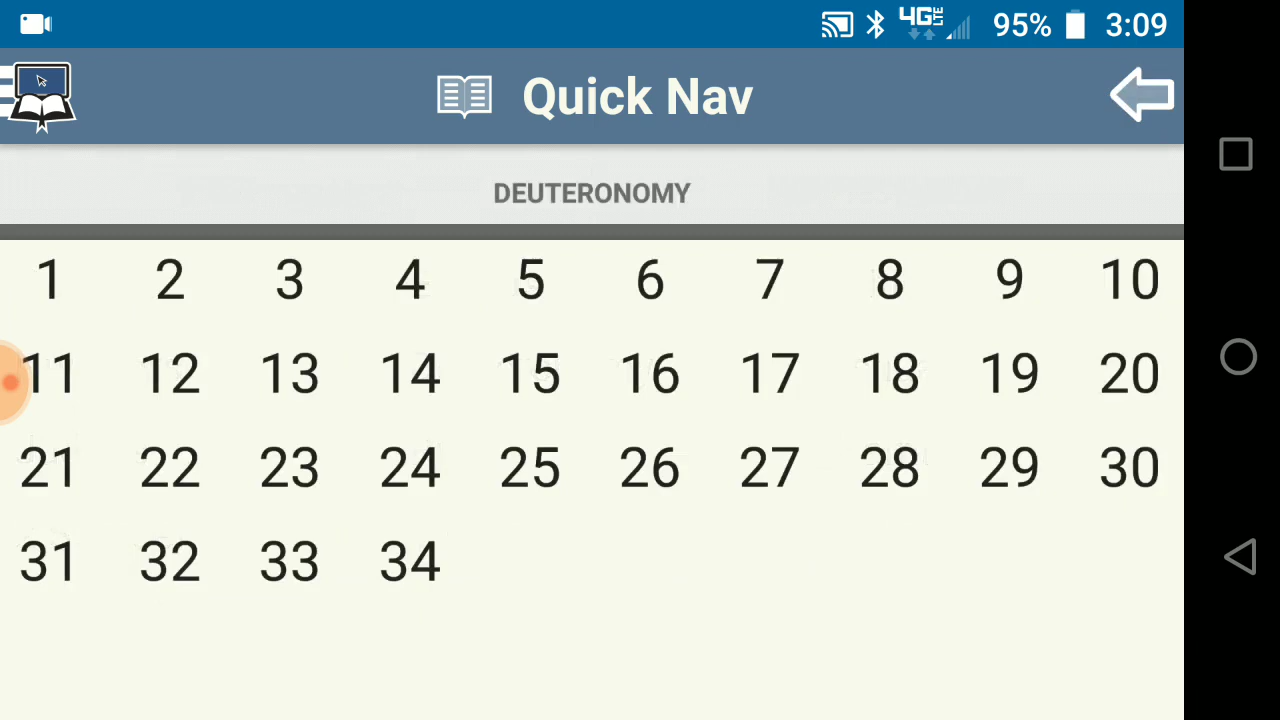 4G LTE 95% 3:09
Quick Nav
DEUTERONOMY
1 2 3 4 5 6 7 8 9 10
11 12 13 14 15 16 17 18 19 20
21 22 23 24 25 26 27 28 29 30
31 32 33 34